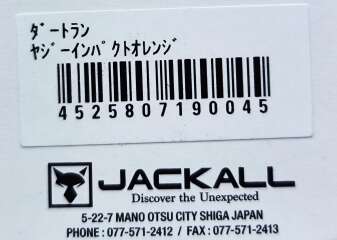 ﾀﾞｰﾄﾗﾝ
ﾔｼﾞｰインﾊﾟｸﾄオﾚﾝｼﾞ
4525807190045
JACKALL
Discover the Unexpected
5-22-7 MANO OTSU CITY SHIGA JAPAN
PHONE : 077-571-2412 / FAX : 077-571-2413